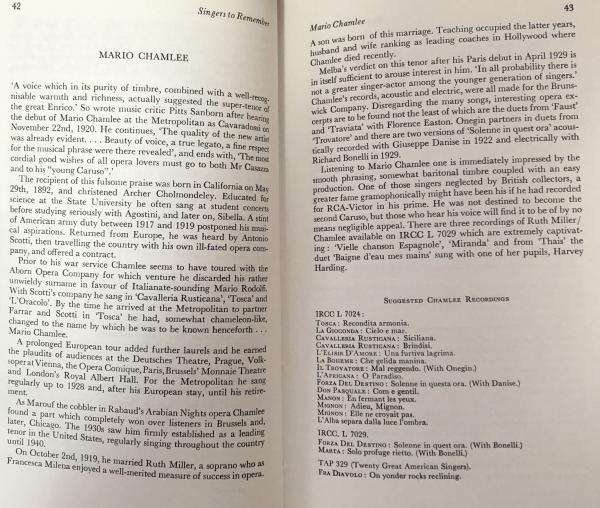 42
Singers to Remember
MARIO CHAMLEE
'A voice which in its purity of timbre, combined with a well-recog-
nisable warmth and richness, actually suggested the super-tenor of
the great Enrico.' So wrote music critic Pitts Sanborn after hearing
the debut of Mario Chamlee at the Metropolitan as Cavaradossi on
November 22nd, 1920. He continues, 'The quality of the new artist
was already evident. . . . Beauty of voice, a true legato, a fine respect
for the musical phrase were there revealed', and ends with, 'The most
cordial good wishes of all opera lovers must go to both Mr Casazza
and to his "young Caruso".'
The recipient of this fulsome praise was born in California on May
29th, 1892, and christened Archer Cholmondeley. Educated for
science at the State University he often sang at student concerts
before studying seriously with Agostini, and later on, Sibella. A stint
of American army duty between 1917 and 1919 postponed his musi-
cal aspirations. Returned from Europe, he was heard by Antonio
Scotti, then travelling the country with his own ill-fated opera com-
pany, and offered a contract.
Prior to his war service Chamlee seems to have toured with the
Aborn Opera Company for which venture he discarded his rather
unwieldy surname in favour of Italianate-sounding Mario Rodolfi.
With Scotti's company he sang in 'Cavalleria Rusticana', 'Tosca' and
'L'Oracolo'. By the time he arrived at the Metropolitan to partner
Farrar and Scotti in 'Tosca' he had, somewhat chameleon-like,
changed to the name by which he was to be known henceforth . . .
Mario Chamlee.
A prolonged European tour added further laurels and he earned
the plaudits of audiences at the Deutsches Theatre, Prague, Volk-
soper at Vienna, the Opera Comique, Paris, Brussels' Monnaie Theatre
and London's Royal Albert Hall. For the Metropolitan he sang
regularly up to 1928 and, after his European stay, until his retire-
ment.
As Marouf the cobbler in Rabaud's Arabian Nights opera Chamlee
found a part which completely won over listeners in Brussels and,
later, Chicago. The 1930s saw him firmly established as a leading
tenor in the United States, regularly singing throughout the country
until 1940.
On October 2nd, 1919, he married Ruth Miller, a soprano who as
Francesca Milena enjoyed a well-merited measure of success in opera.
Mario Chamlee
43
A son was born of this marriage. Teaching occupied the latter years,
husband and wife ranking as leading coaches in Hollywood where
Chamlee died recently.
Melba's verdict on this tenor after his Paris debut in April 1929 is
in itself sufficient to arouse interest in him. 'In all probability there is
not a greater singer-actor among the younger generation of singers.'
Chamlee's records, acoustic and electric, were all made for the Bruns-
wick Company. Disregarding the many songs, interesting opera ex-
cerpts are to be found not the least of which are the duets from 'Faust'
and 'Traviata' with Florence Easton. Onegin partners in duets from
'Trovatore' and there are two versions of 'Solenne in quest ora' acous-
tically recorded with Giuseppe Danise in 1922 and electrically with
Richard Bonelli in 1929.
Listening to Mario Chamlee one is immediately impressed by the
smooth phrasing, somewhat baritonal timbre coupled with an easy
production. One of those singers neglected by British collectors, a
greater fame gramophonically might have been his if he had recorded
for RCA-Victor in his prime. He was not destined to become the
second Caruso, but those who hear his voice will find it to be of by no
means negligible appeal. There are three recordings of Ruth Miller/
Chamlee available on IRCC L 7029 which are extremely captivat-
ing: 'Vielle chanson Espagnole', 'Miranda' and from 'Thais' the
duet 'Baigne d'eau mes mains' sung with one of her pupils, Harvey
Harding.
SUGGESTED CHAMLEE RECORDINGS
IRCC L 7024:
TOSCA: Recondita armonia.
LA GIOGONDA: Cielo e mar.
CAVALLERIA RUSTICANA: Siciliana.
CAVALLERIA RUSTICANA: Brindisi.
L'ELISIR D'AMORE: Una furtiva lagrima.
LA BOHEME: Che gelida manina.
IL TROVATORE: Mal reggendo. (With Onegin.)
L'AFRICANA: O Paradiso.
FORZA DEL DESTINO: Solenne in questa ora. (With Danise.)
DON PASQUALE: Com e gentil.
MANON: En fermant les yeux.
MIGNON: Adieu, Mignon.
MIGNON: Elle ne croyait pas.
L'Alba separa dalla luce l'ombra.
IRCC. L 7029.
FORZA DEL DESTINO: Solenne in quest ora. (With Bonelli.)
MARTA: Solo profugo rietto. (With Bonelli.)
TAP 329 (Twenty Great American Singers).
FRA DIAVOLO: On yonder rocks reclining.